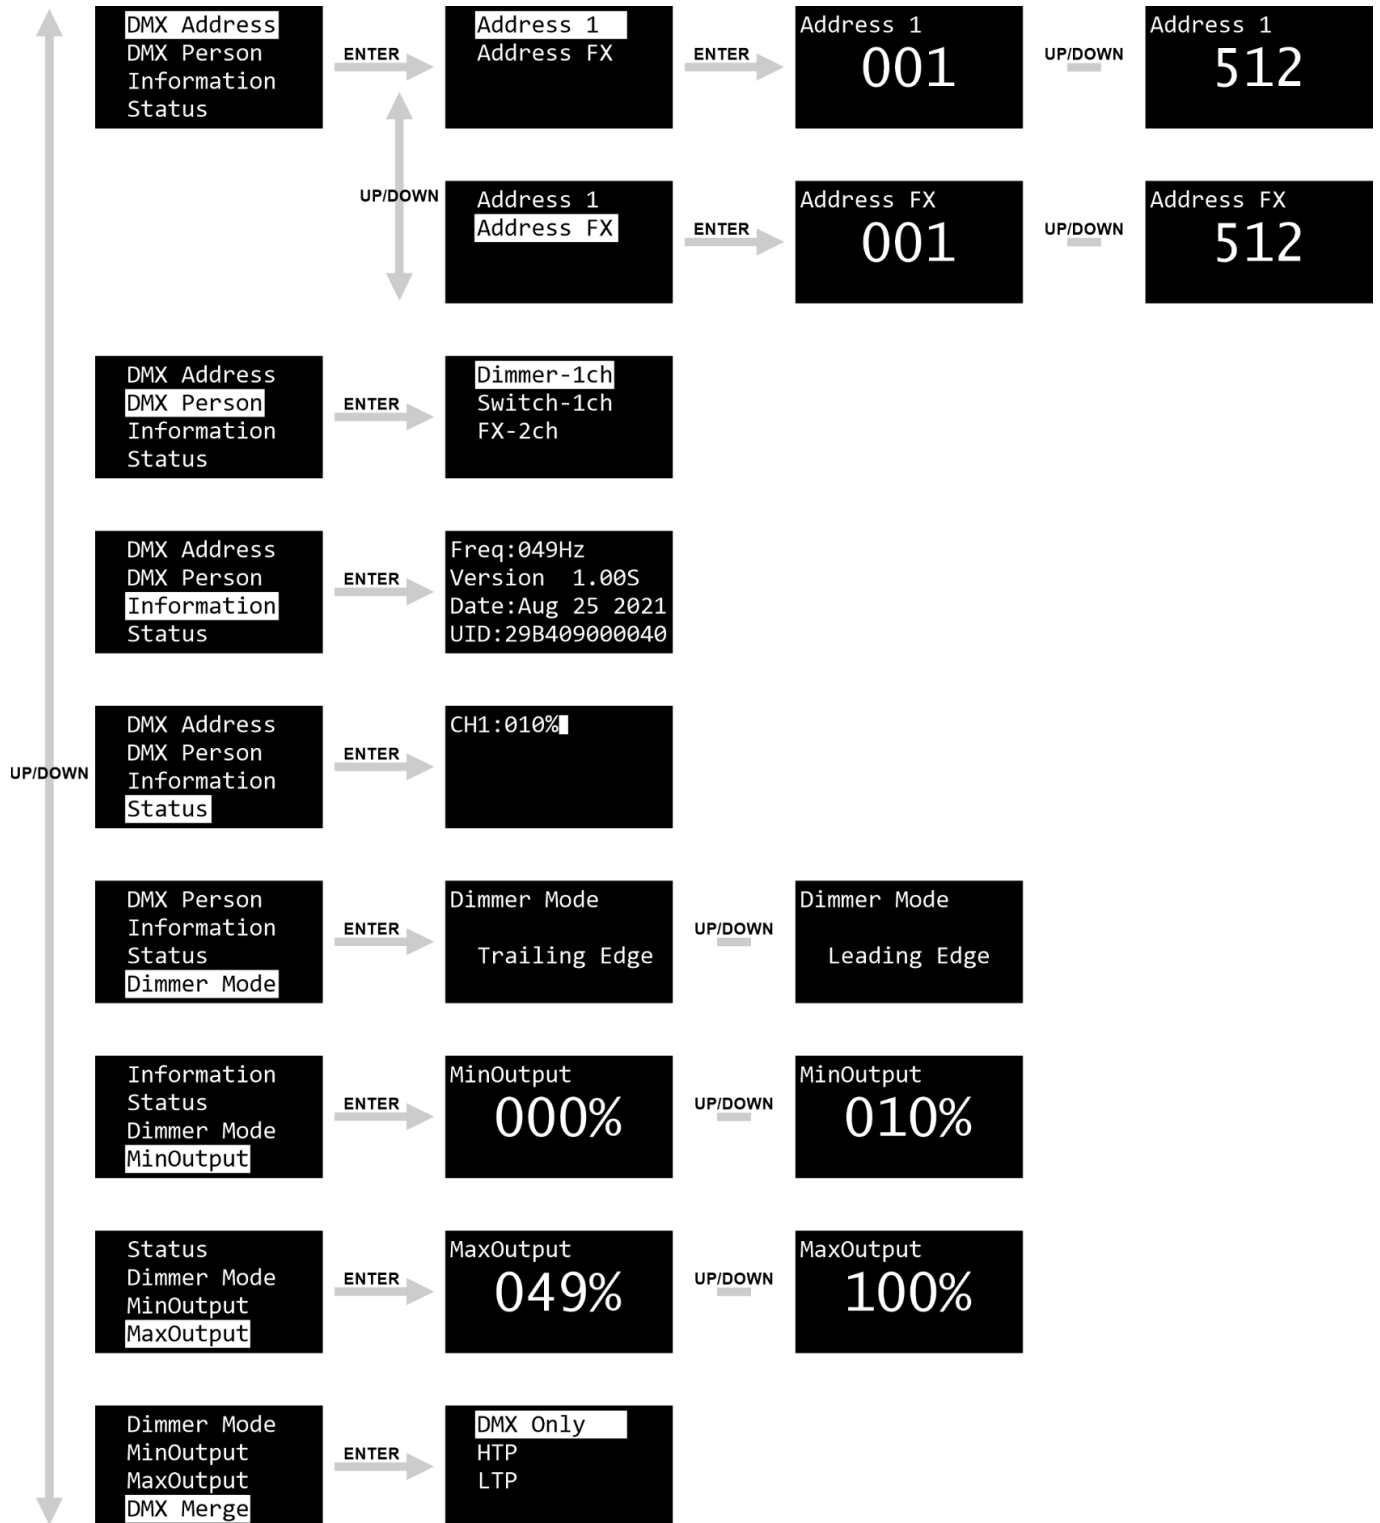 DMX Address
DMX Person
Information
Status
ENTER
Address 1
Address FX
ENTER
Address 1
001
UP/DOWN
Address 1
512
UP/DOWN
Address 1
Address FX
ENTER
Address FX
001
UP/DOWN
Address FX
512
DMX Address
DMX Person
Information
Status
ENTER
Dimmer-1ch
Switch-1ch
FX-2ch
DMX Address
DMX Person
Information
Status
ENTER
Freq:049Hz
Version 1.00S
Date:Aug 25 2021
UID:29B409000040
UP/DOWN
DMX Address
DMX Person
Information
Status
ENTER
CH1:010%
DMX Person
Information
Status
Dimmer Mode
ENTER
Dimmer Mode
Trailing Edge
UP/DOWN
Dimmer Mode
Leading Edge
Information
Status
Dimmer Mode
MinOutput
ENTER
MinOutput
000%
UP/DOWN
MinOutput
010%
Status
Dimmer Mode
MinOutput
MaxOutput
ENTER
MaxOutput
049%
UP/DOWN
MaxOutput
100%
Dimmer Mode
MinOutput
MaxOutput
DMX Merge
ENTER
DMX Only
HTP
LTP